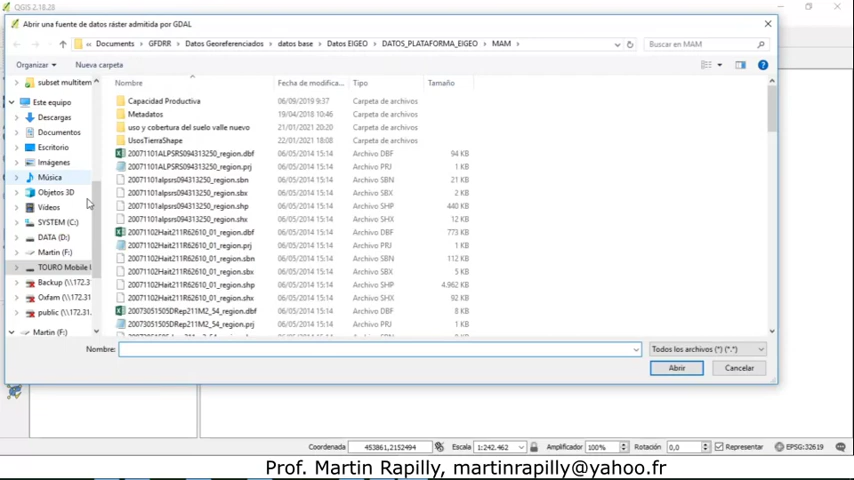 QGIS 2.18.28
Abrir una fuente de datos ráster admitida por GDAL
« Documents > GFDRR > Datos Georeferenciados > datos base > Datos EIGEO > DATOS_PLATAFORMA_EIGEO > MAM >
Buscar en MAM
Organizar
Nueva carpeta
subset multitem
Este equipo
Descargas
Documentos
Escritorio
Imágenes
Música
Objetos 3D
Vídeos
SYSTEM (C:)
DATA (D:)
Martin (F:)
TOURO Mobile
Backup (\\172.3
Oxfam (\\172.31
public (\\172.31.
Martin (F:)
Nombre Fecha de modifica... Tipo Tamaño
Capacidad Productiva 06/09/2019 9:37 Carpeta de archivos
Metadatos 19/04/2018 10:46 Carpeta de archivos
uso y cobertura del suelo valle nuevo 21/01/2021 20:20 Carpeta de archivos
UsosTierraShape 22/01/2021 18:08 Carpeta de archivos
20071101ALPSRS094313250_region.dbf 06/05/2014 15:14 Archivo DBF 94 KB
20071101ALPSRS094313250_region.prj 06/05/2014 15:14 Archivo PRJ 1 KB
20071101alpsrs094313250_region.sbn 06/05/2014 15:14 Archivo SBN 21 KB
20071101alpsrs094313250_region.sbx 06/05/2014 15:14 Archivo SBX 2 KB
20071101alpsrs094313250_region.shp 06/05/2014 15:14 Archivo SHP 440 KB
20071101alpsrs094313250_region.shx 06/05/2014 15:14 Archivo SHX 12 KB
20071102Hait211R62610_01_region.dbf 06/05/2014 15:14 Archivo DBF 773 KB
20071102Hait211R62610_01_region.prj 06/05/2014 15:14 Archivo PRJ 1 KB
20071102Hait211R62610_01_region.sbn 06/05/2014 15:14 Archivo SBN 112 KB
20071102Hait211R62610_01_region.sbx 06/05/2014 15:14 Archivo SBX 5 KB
20071102Hait211R62610_01_region.shp 06/05/2014 15:14 Archivo SHP 4.962 KB
20071102Hait211R62610_01_region.shx 06/05/2014 15:14 Archivo SHX 92 KB
20073051505DRep211M2_54_region.dbf 06/05/2014 15:14 Archivo DBF 8 KB
20073051505DRep211M2_54_region.prj 06/05/2014 15:14 Archivo PRJ 1 KB
Nombre:
Todos los archivos (*) (*.*)
Abrir
Cancelar
Coordenada 453861,2152494 Escala 1:242.462 Amplificador 100% Rotación 0,0 Representar EPSG:32619
Prof. Martin Rapilly, martinrapilly@yahoo.fr